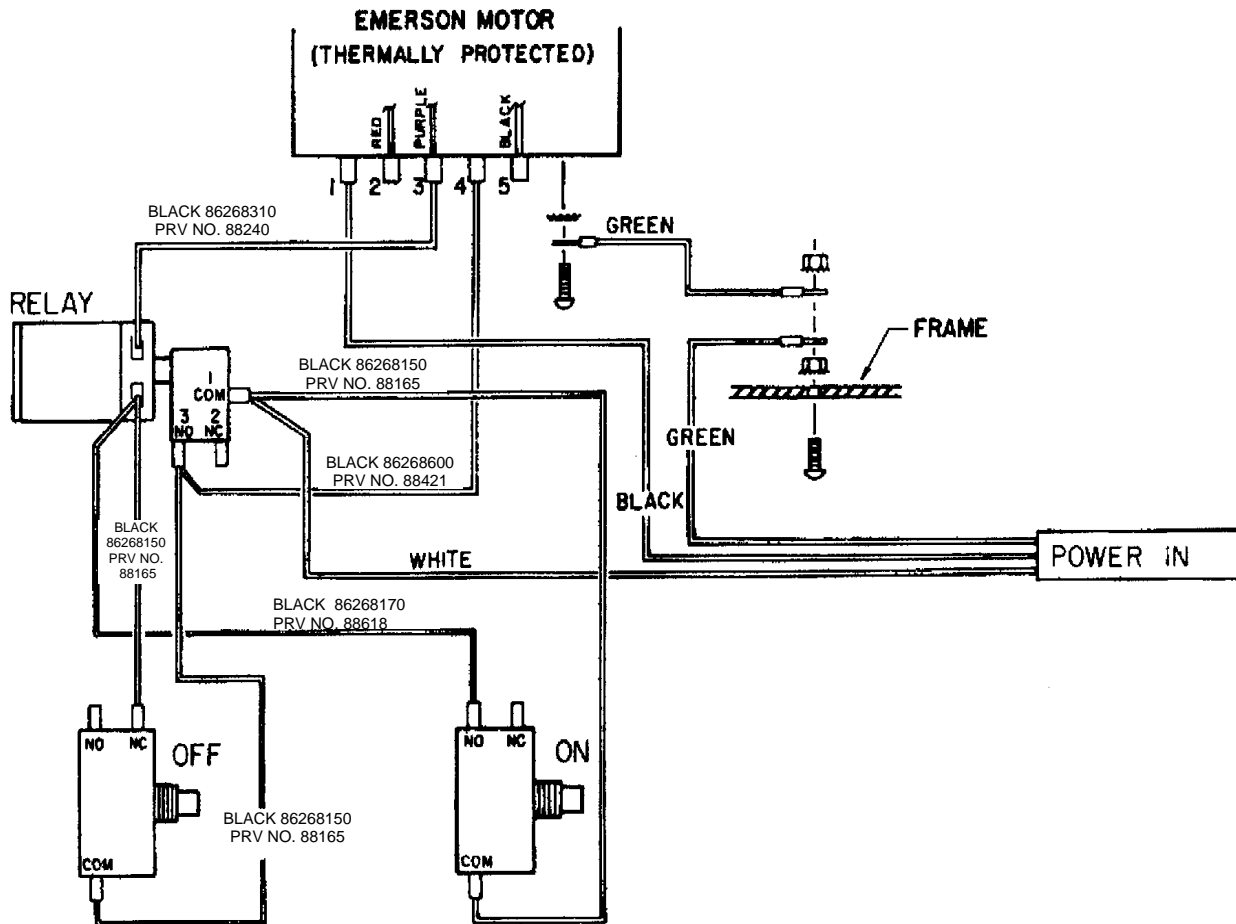 EMERSON MOTOR
(THERMALLY PROTECTED)
RED
PURPLE
BLACK
1
2
3
4
5
BLACK 86268310
PRV NO. 88240
GREEN
RELAY
FRAME
1
COM
3
2
NO
NC
BLACK 86268150
PRV NO. 88165
GREEN
BLACK 86268600
PRV NO. 88421
BLACK
BLACK
86268150
PRV NO.
88165
WHITE
POWER IN
BLACK 86268170
PRV NO. 88618
NO
NC
OFF
COM
NO
NC
ON
COM
BLACK 86268150
PRV NO. 88165